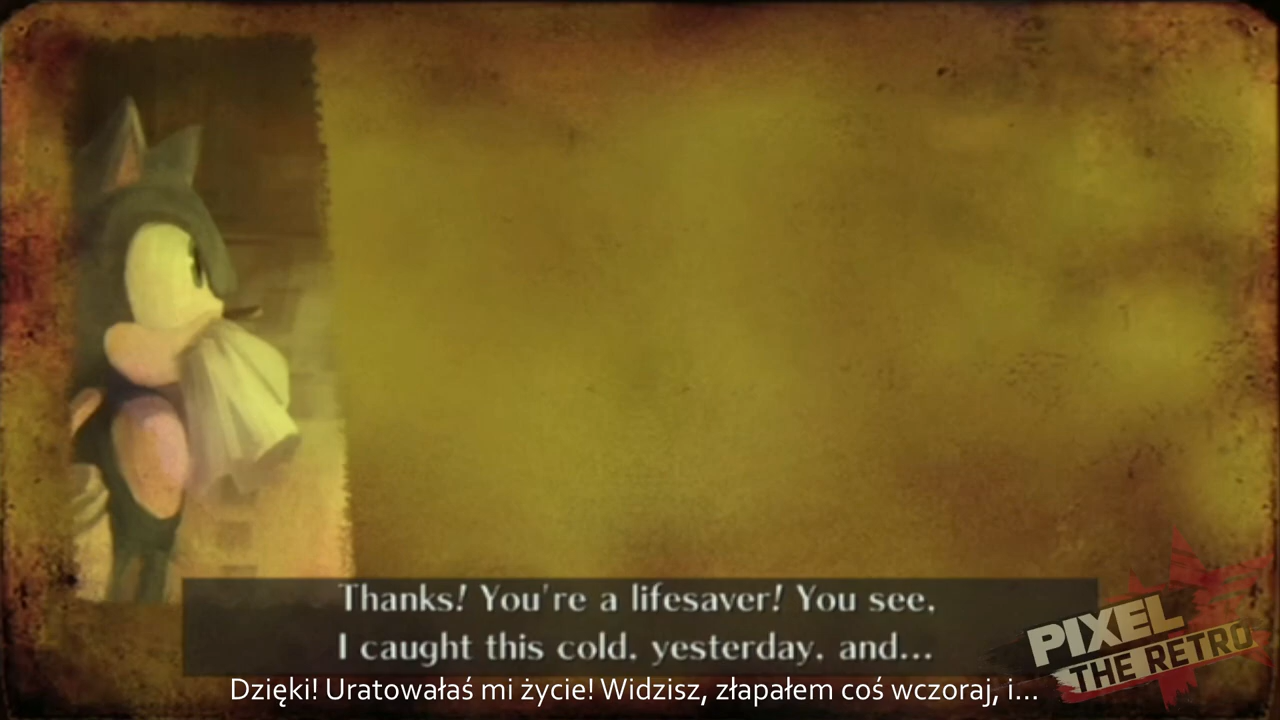 Thanks! You're a lifesaver! You see,
I caught this cold, yesterday, and...
Dzięki! Uratowałaś mi życie! Widzisz, złapałem coś wczoraj, i...
PIXEL
THE RETRO